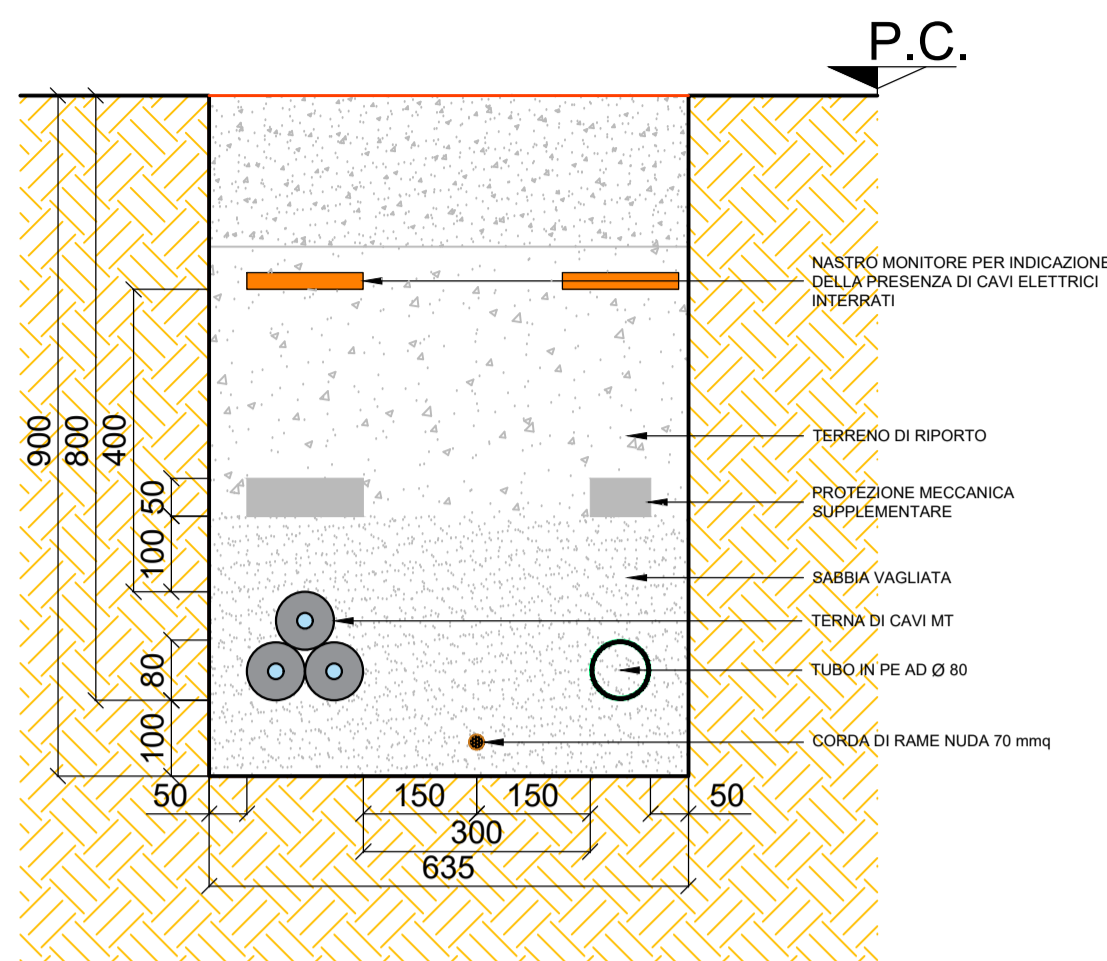 P.C.
NASTRO MONITORE PER INDICAZIONE
DELLA PRESENZA DI CAVI ELETTRICI
INTERRATI
TERRENO DI RIPORTO
PROTEZIONE MECCANICA
SUPPLEMENTARE
SABBIA VAGLIATA
TERNA DI CAVI MT
TUBO IN PE AD Ø 80
CORDA DI RAME NUDA 70 mmq
900
800
400
50
100
80
100
50
150
150
50
300
635